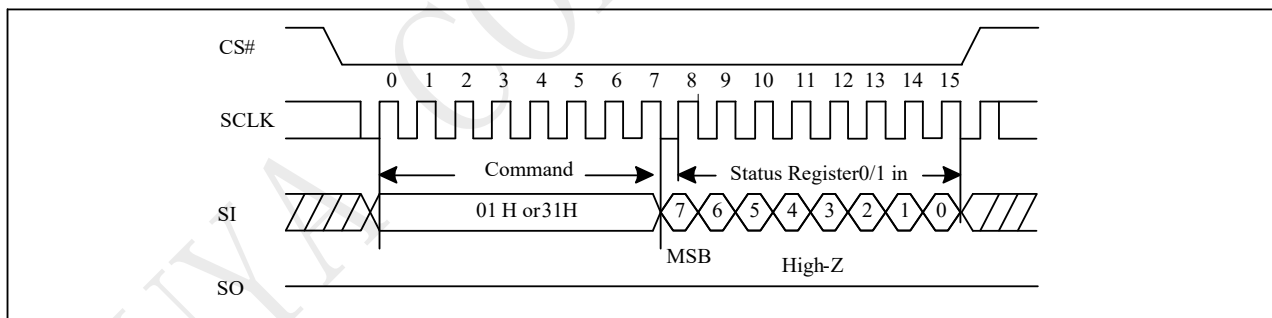 CS#
0 1 2 3 4 5 6 7 8 9 10 11 12 13 14 15
SCLK
Command Status Register0/1 in
SI 01 H or31H 7 6 5 4 3 2 1 0
MSB High-Z
SO